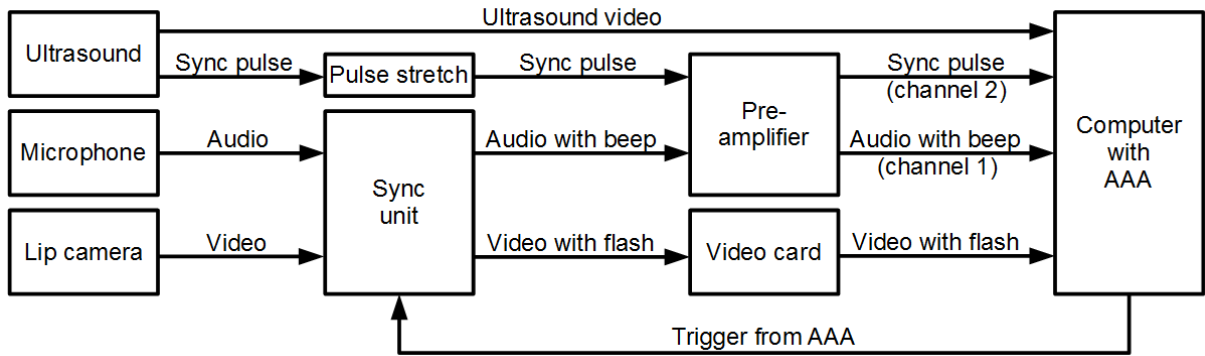 Ultrasound video
Ultrasound
Sync pulse
Pulse stretch
Sync pulse
Sync pulse
(channel 2)
Pre-
amplifier
Computer
with
AAA
Microphone
Audio
Sync
unit
Audio with beep
Audio with beep
(channel 1)
Lip camera
Video
Video with flash
Video card
Video with flash
Trigger from AAA